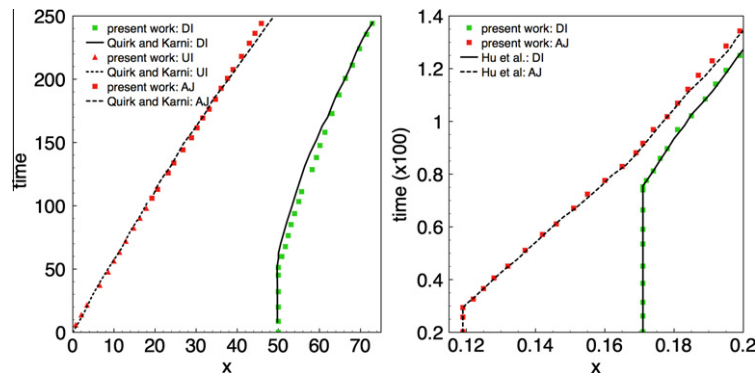 250
200
150
100
50
0
time
present work: DI
Quirk and Karni: DI
present work: UI
Quirk and Karni: UI
present work: AJ
Quirk and Karni: AJ
0 10 20 30 40 50 60 70
x
1.4
1.2
1
0.8
0.6
0.4
0.2
time (x100)
present work: DI
present work: AJ
Hu et al.: DI
Hu et al: AJ
0.12 0.14 0.16 0.18 0.2
x